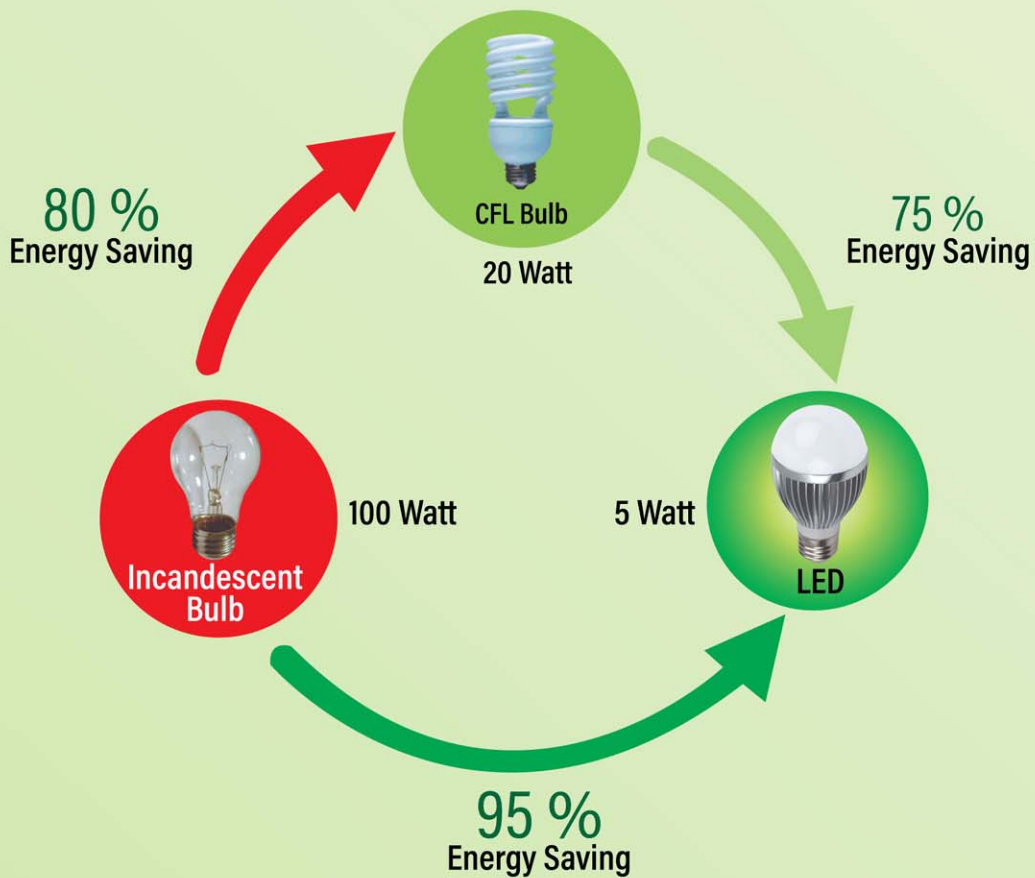 CFL Bulb
20 Watt
80 %
Energy Saving
75 %
Energy Saving
Incandescent
Bulb
100 Watt
5 Watt
LED
95 %
Energy Saving